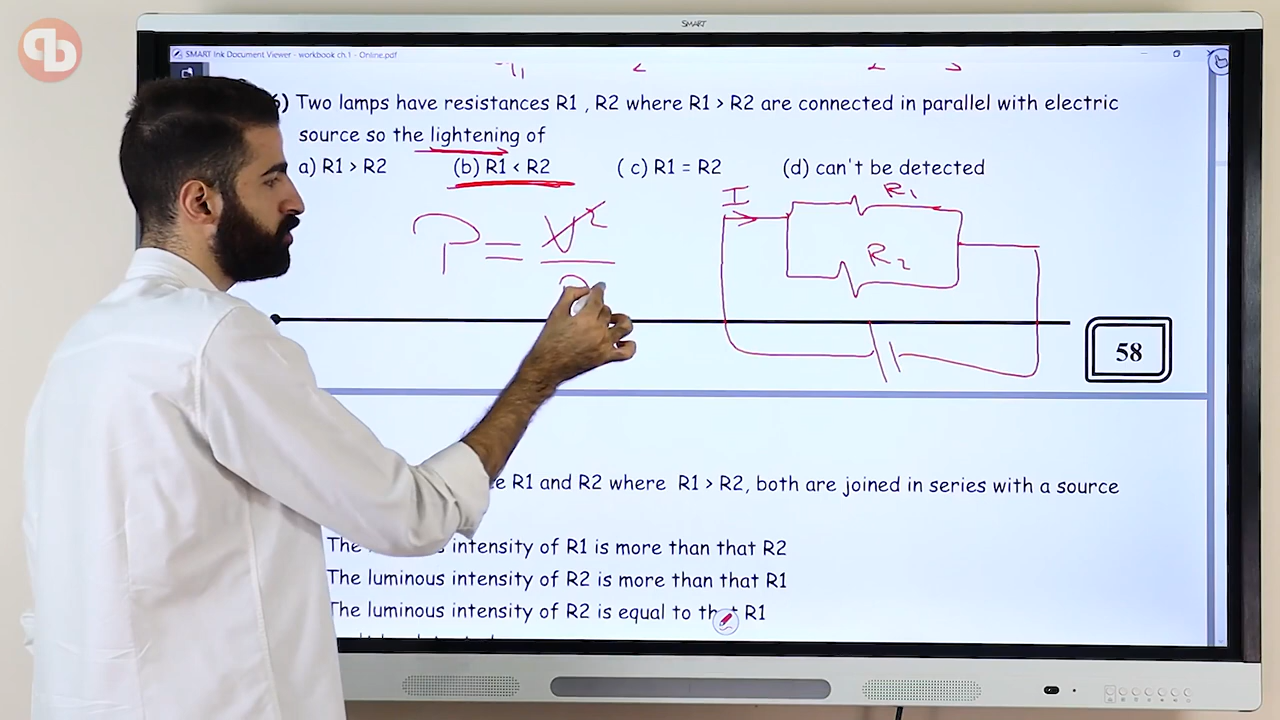 SMART
SMART Ink Document Viewer - workbook ch.1 - Online.pdf
) Two lamps have resistances R1 , R2 where R1 > R2 are connected in parallel with electric
source so the lightening of
a) R1 > R2 (b) R1 < R2 ( c) R1 = R2 (d) can't be detected
P = V²
I
R₁
R₂
58
R1 and R2 where R1 > R2, both are joined in series with a source
The intensity of R1 is more than that R2
The luminous intensity of R2 is more than that R1
The luminous intensity of R2 is equal to that R1